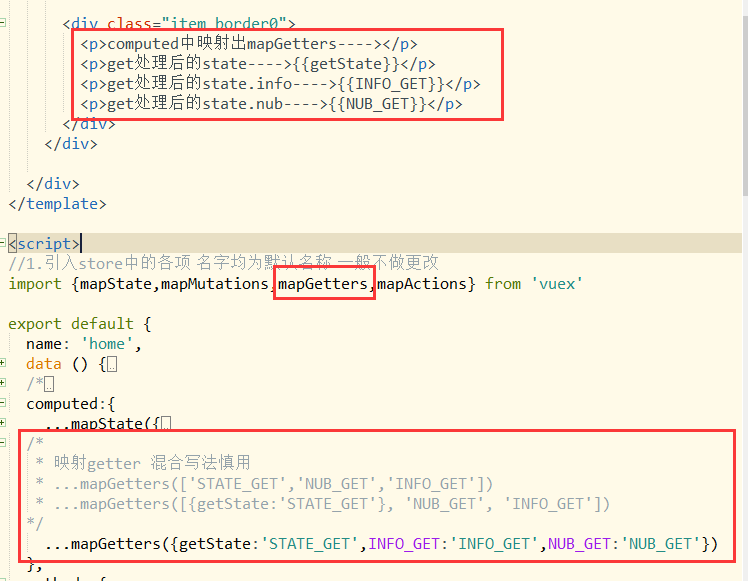 <div class="item border0">
<p>computed中映射出mapGetters----></p>
<p>get处理后的state---->{{getState}}</p>
<p>get处理后的state.info---->{{INFO_GET}}</p>
<p>get处理后的state.nub---->{{NUB_GET}}</p>
</div>
</div>
</div>
</template>
<script>
//1.引入store中的各项 名字均为默认名称 一般不做更改
import {mapState,mapMutations,mapGetters,mapActions} from 'vuex'
export default {
name: 'home',
data () {..
/*..
computed:{
...mapState({..
/*
* 映射getter 混合写法慎用
* ...mapGetters(['STATE_GET','NUB_GET','INFO_GET'])
* ...mapGetters([{getState:'STATE_GET'}, 'NUB_GET', 'INFO_GET'])
*/
...mapGetters({getState:'STATE_GET',INFO_GET:'INFO_GET',NUB_GET:'NUB_GET'})
},